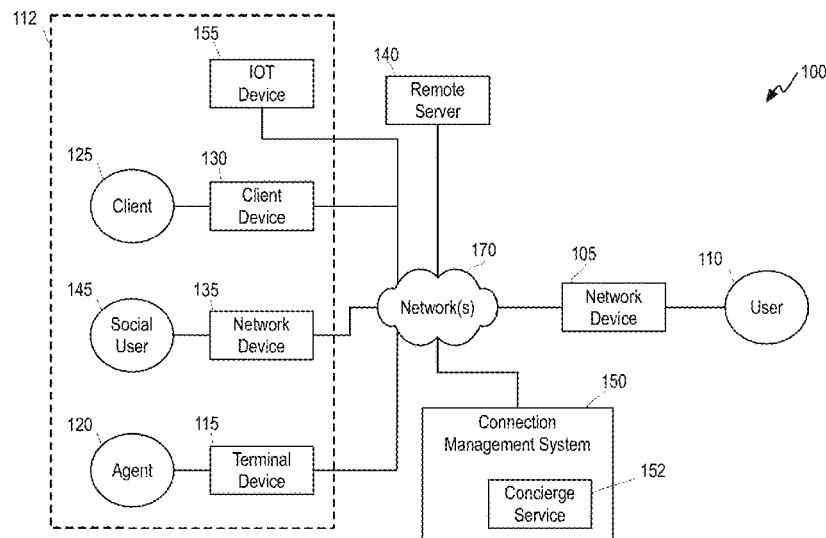 112
155
IOT
Device
140
Remote
Server
100
125
Client
130
Client
Device
170
Network(s)
105
Network
Device
110
User
145
Social
User
135
Network
Device
150
Connection
Management System
120
Agent
115
Terminal
Device
152
Concierge
Service